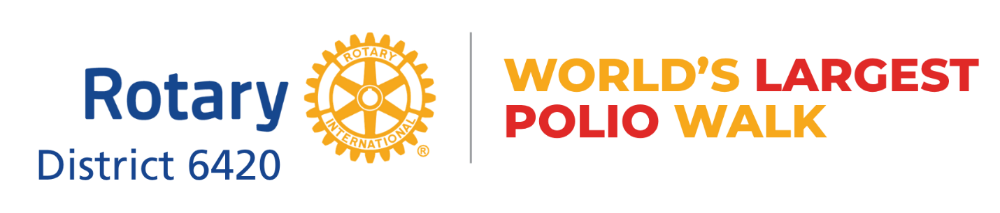 Rotary
District 6420
ROTARY
INTERNATIONAL
®
WORLD'S LARGEST
POLIO WALK